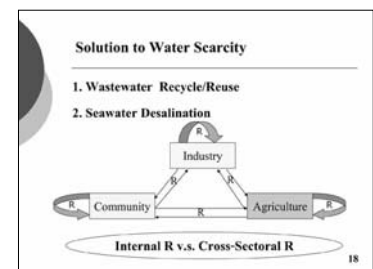 Solution to Water Scarcity
1. Wastewater Recycle/Reuse
2. Seawater Desalination
R
Industry
R R
R Community R Agriculture R
Internal R v.s. Cross-Sectoral R
18